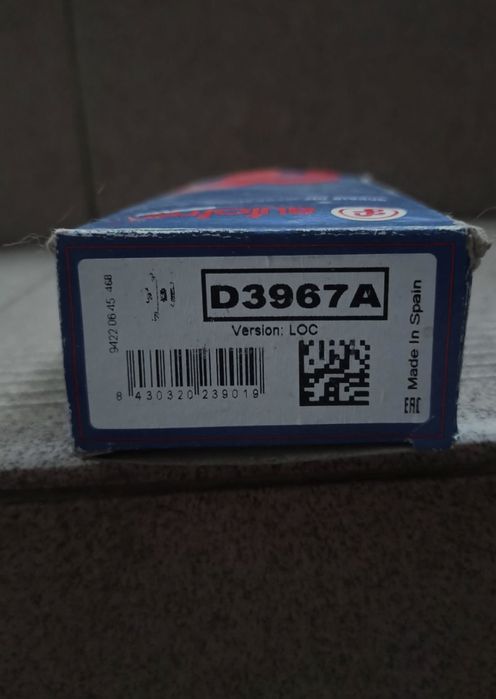 D3967A
Version: LOC
9422 06 45 468
8 430320 239019
Made In Spain
EAC